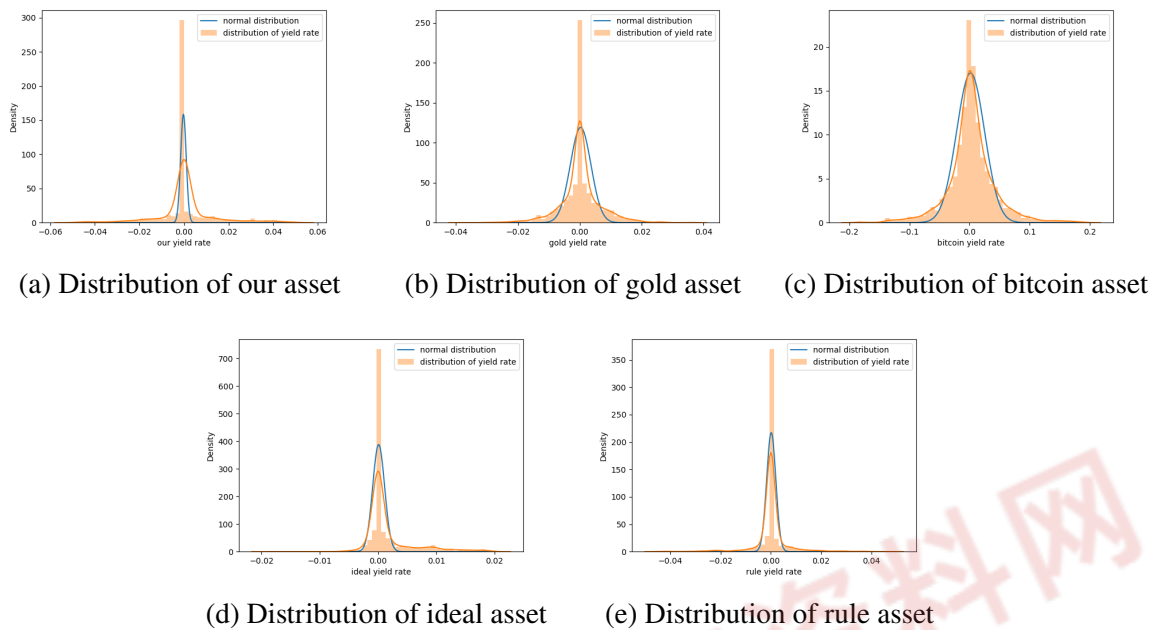 300
250
200
150
100
50
0
Density
−0.06
−0.04
−0.02
0.00
0.02
0.04
0.06
our yield rate
normal distribution
distribution of yield rate
250
200
150
100
50
0
Density
−0.04
−0.02
0.00
0.02
0.04
gold yield rate
normal distribution
distribution of yield rate
20
15
10
5
0
Density
−0.2
−0.1
0.0
0.1
0.2
bitcoin yield rate
normal distribution
distribution of yield rate
(a) Distribution of our asset
(b) Distribution of gold asset
(c) Distribution of bitcoin asset
700
600
500
400
300
200
100
0
Density
−0.02
−0.01
0.00
0.01
0.02
ideal yield rate
normal distribution
distribution of yield rate
350
300
250
200
150
100
50
0
Density
−0.04
−0.02
0.00
0.02
0.04
rule yield rate
normal distribution
distribution of yield rate
(d) Distribution of ideal asset
(e) Distribution of rule asset
资料网